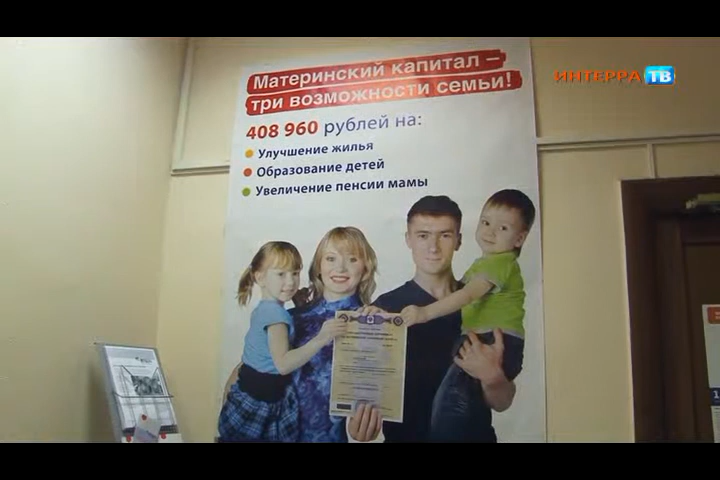 Материнский капитал –
три возможности семьи!
408 960 рублей на:
Улучшение жилья
Образование детей
Увеличение пенсии мамы
ИНТЕРРА ТВ